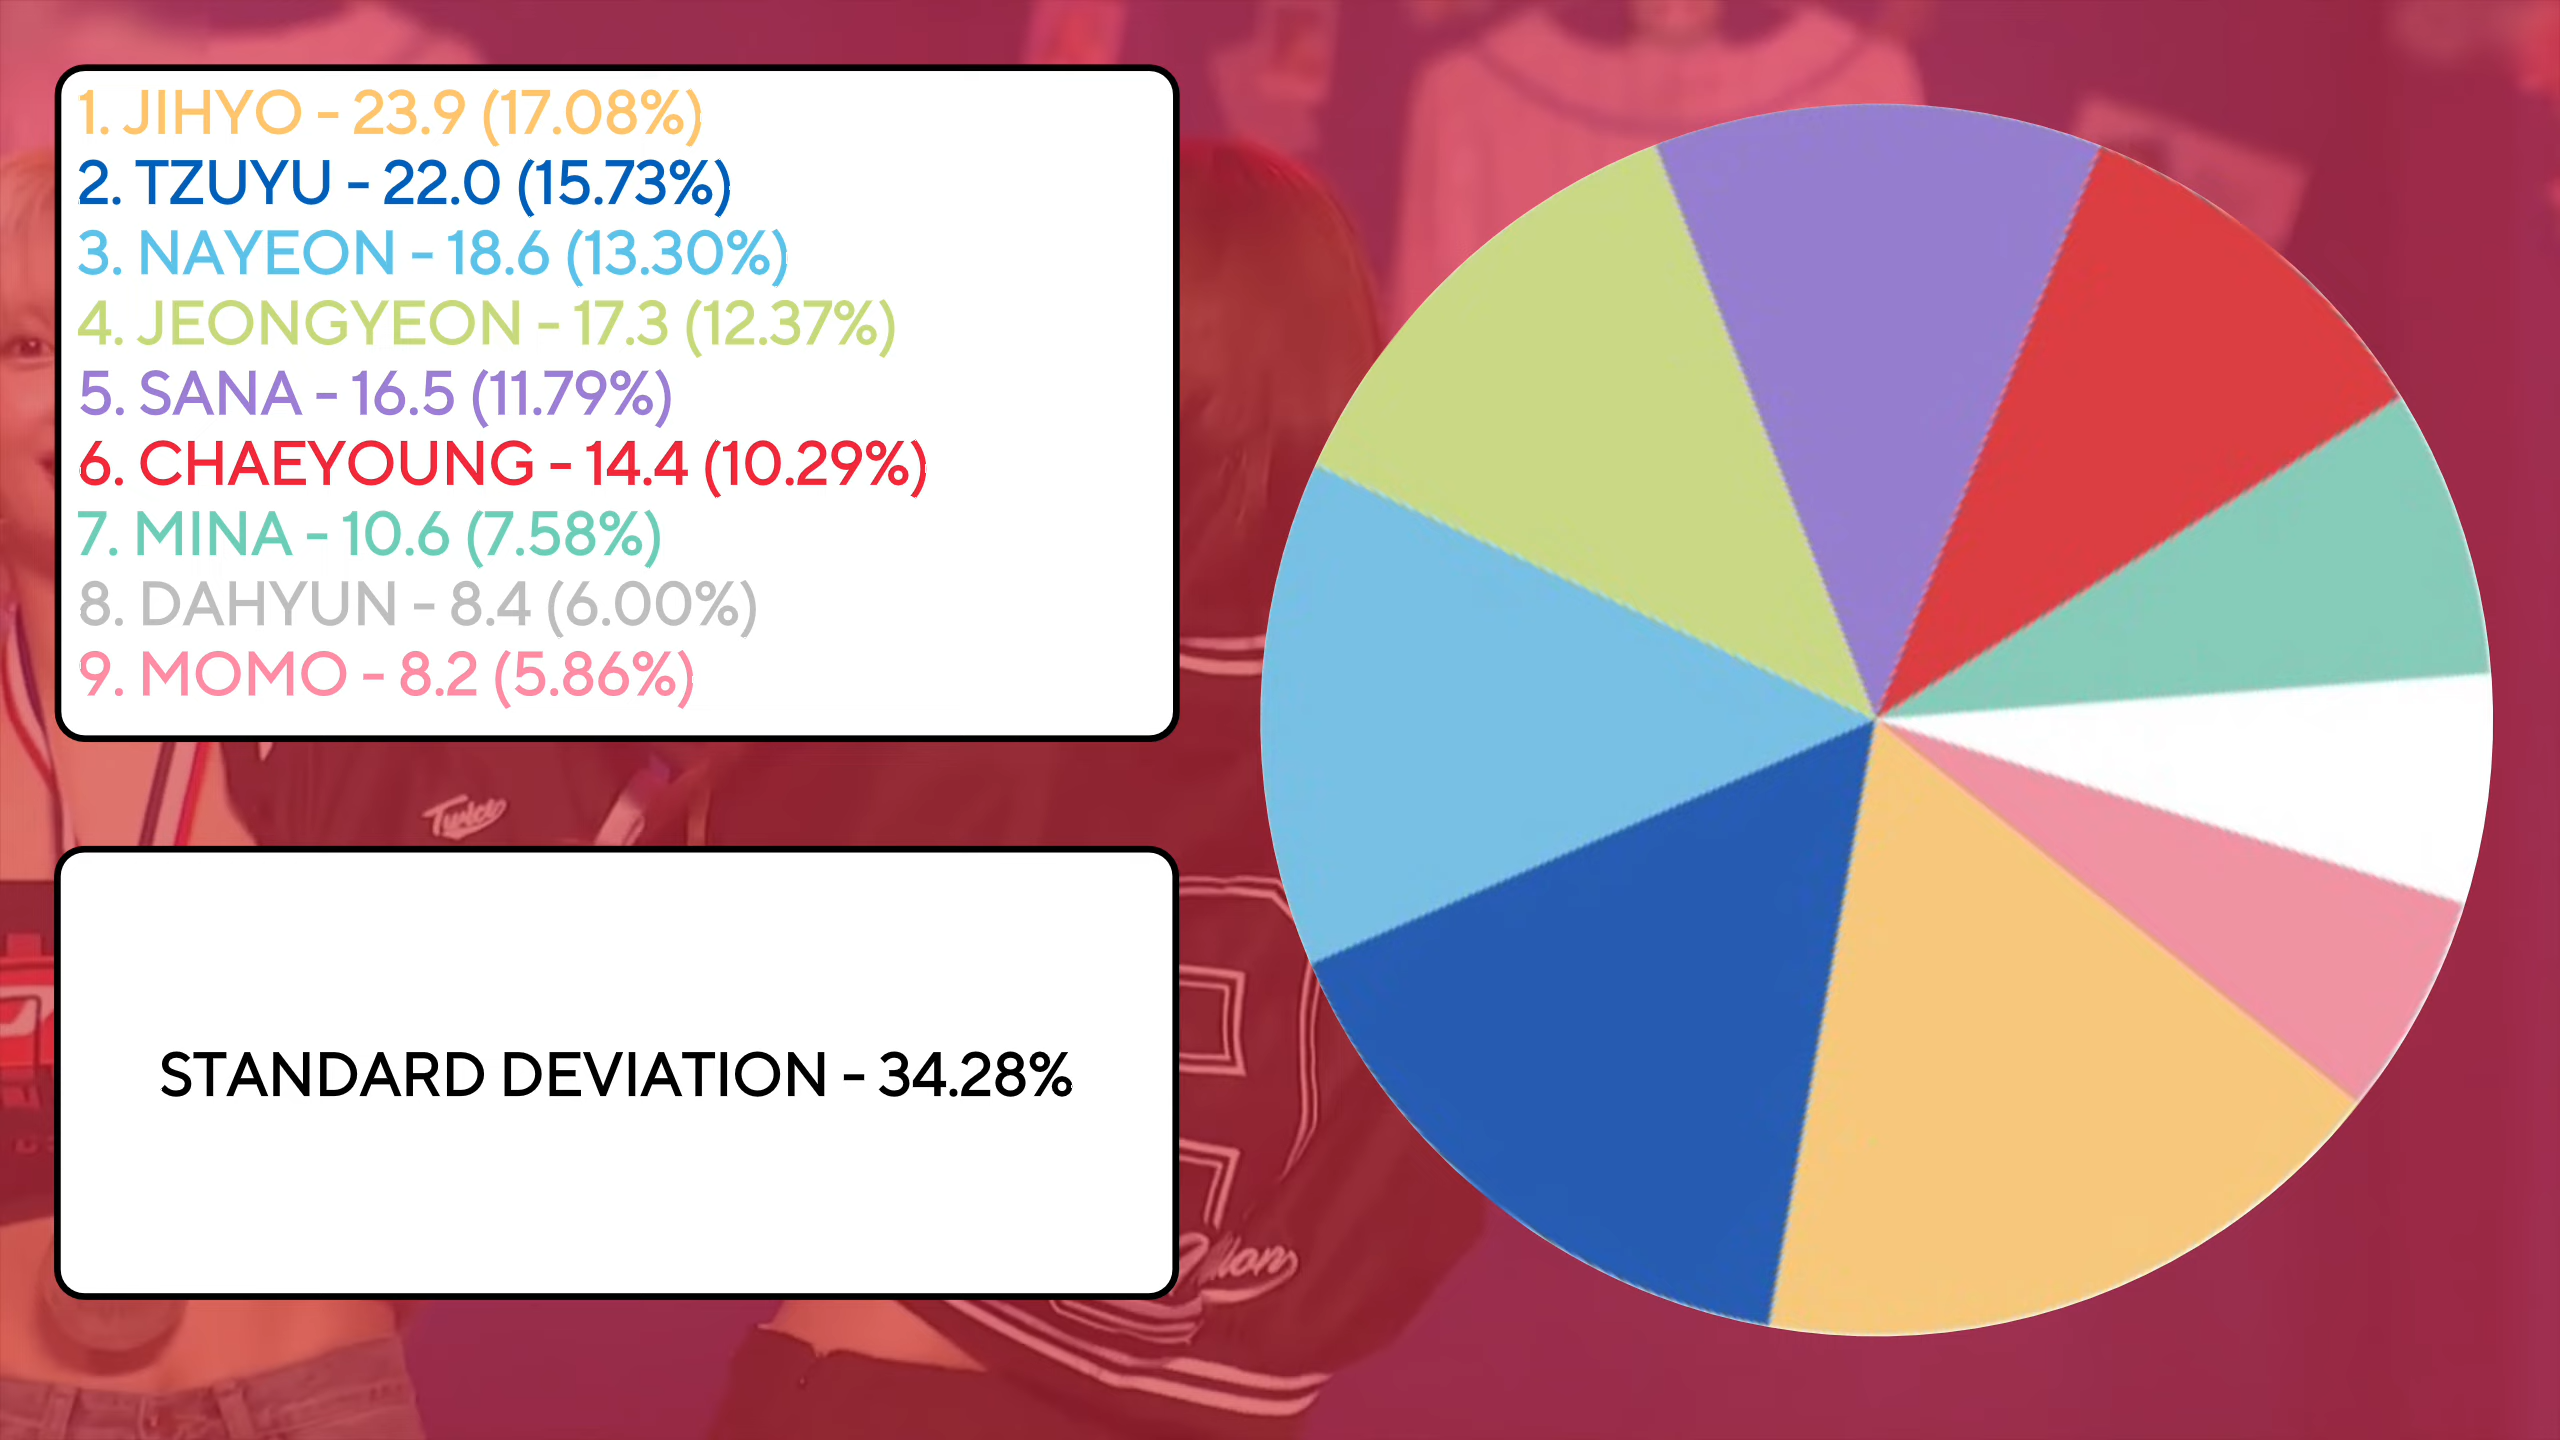 1. JIHYO - 23.9 (17.08%)
2. TZUYU - 22.0 (15.73%)
3. NAYEON - 18.6 (13.30%)
4. JEONGYEON - 17.3 (12.37%)
5. SANA - 16.5 (11.79%)
6. CHAEYOUNG - 14.4 (10.29%)
7. MINA - 10.6 (7.58%)
8. DAHYUN - 8.4 (6.00%)
9. MOMO - 8.2 (5.86%)
Twice
STANDARD DEVIATION - 34.28%